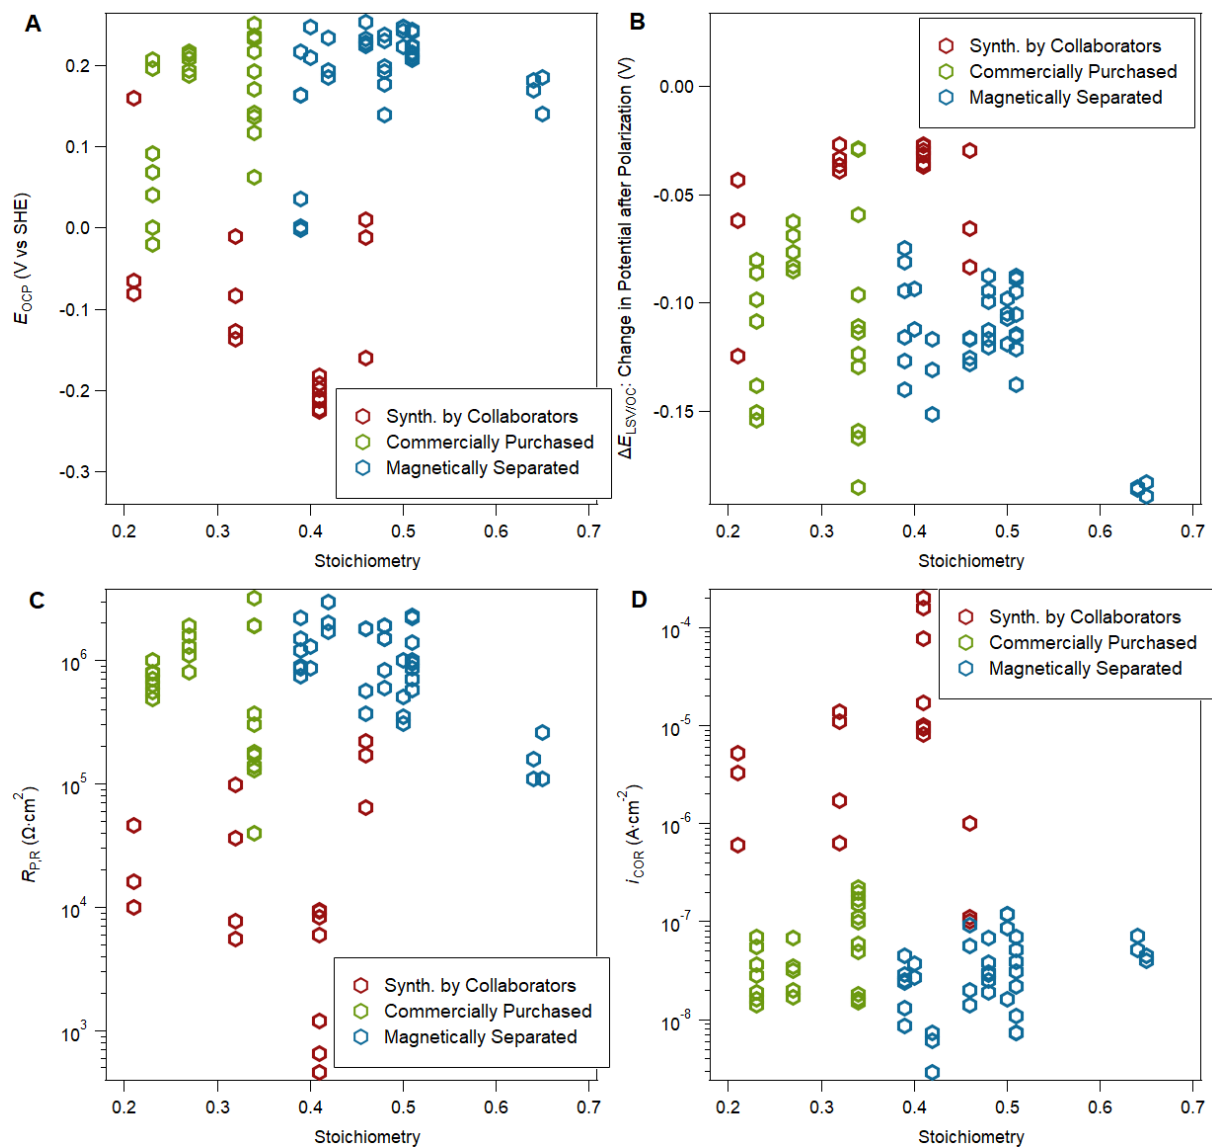 A
0.2
0.1
0.0
-0.1
-0.2
-0.3
E_OCP (V vs SHE)
Synth. by Collaborators
Commercially Purchased
Magnetically Separated
0.2 0.3 0.4 0.5 0.6 0.7
Stoichiometry
B
0.00
-0.05
-0.10
-0.15
ΔE_LSV/OC: Change in Potential after Polarization (V)
Synth. by Collaborators
Commercially Purchased
Magnetically Separated
0.2 0.3 0.4 0.5 0.6 0.7
Stoichiometry
C
10^6
10^5
10^4
10^3
R_P,R (Ω·cm^2)
Synth. by Collaborators
Commercially Purchased
Magnetically Separated
0.2 0.3 0.4 0.5 0.6 0.7
Stoichiometry
D
10^-4
10^-5
10^-6
10^-7
10^-8
i_COR (A·cm^-2)
Synth. by Collaborators
Commercially Purchased
Magnetically Separated
0.2 0.3 0.4 0.5 0.6 0.7
Stoichiometry